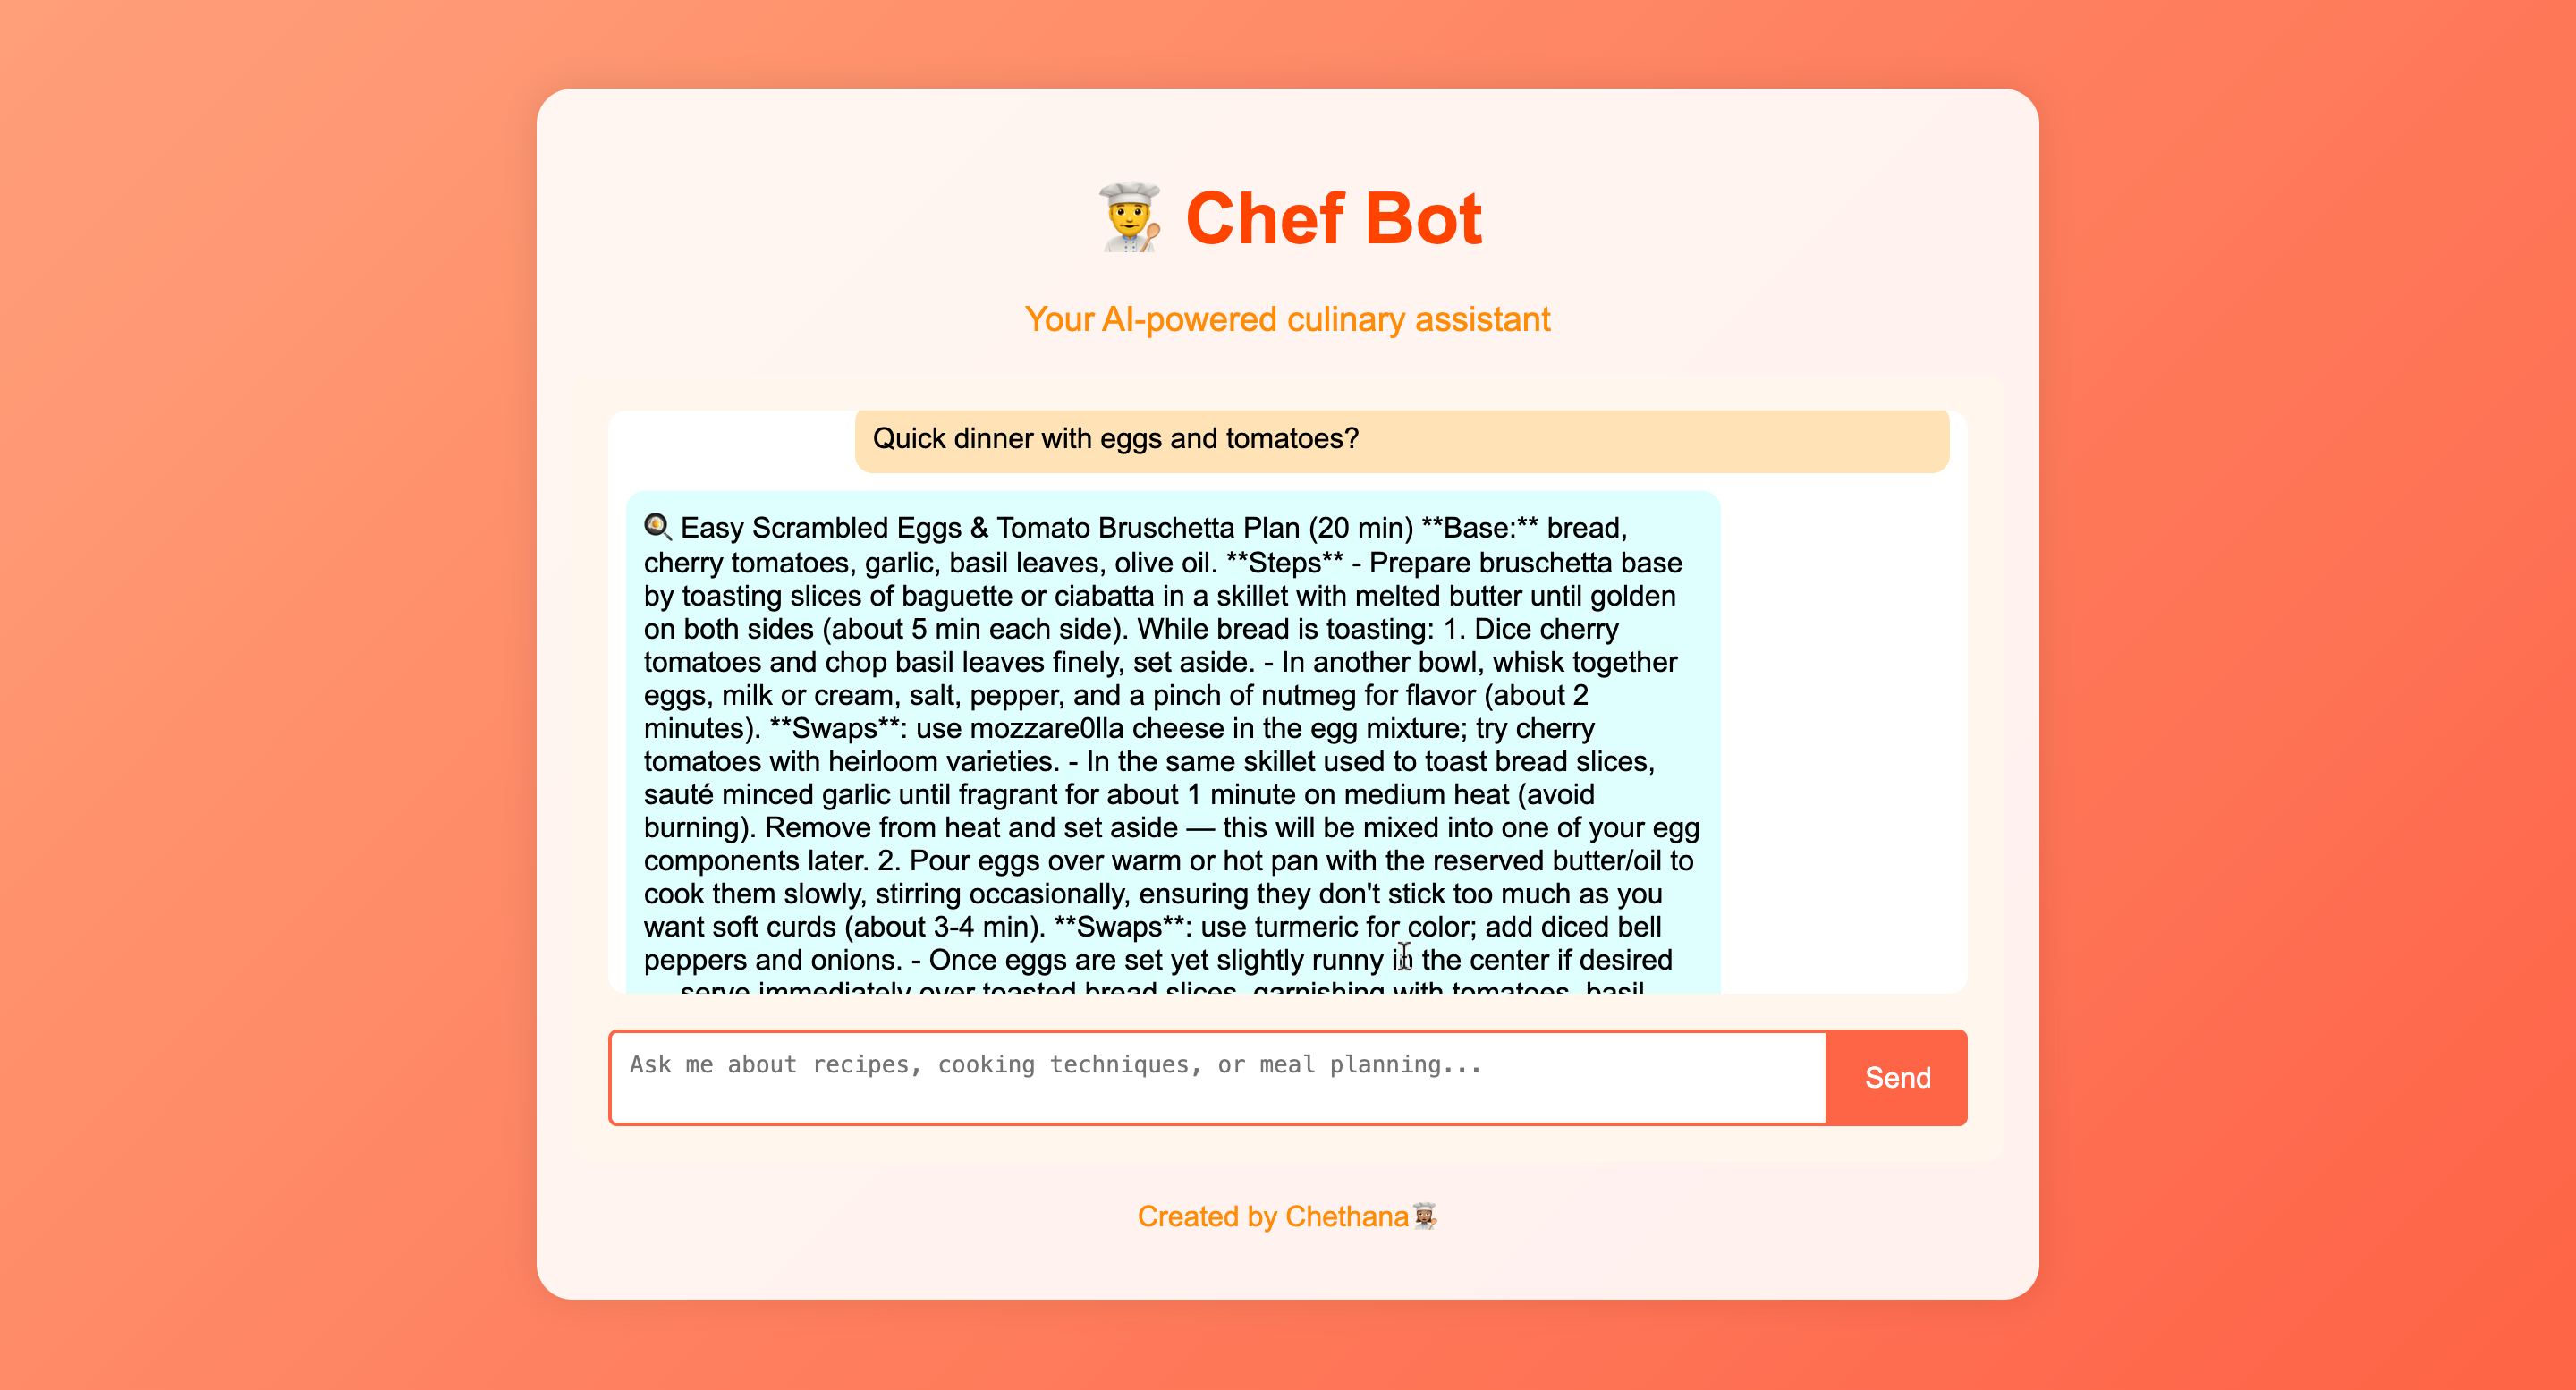 Chef Bot
Your AI-powered culinary assistant
Quick dinner with eggs and tomatoes?
🍳 Easy Scrambled Eggs & Tomato Bruschetta Plan (20 min) **Base:** bread,
cherry tomatoes, garlic, basil leaves, olive oil. **Steps** - Prepare bruschetta base
by toasting slices of baguette or ciabatta in a skillet with melted butter until golden
on both sides (about 5 min each side). While bread is toasting: 1. Dice cherry
tomatoes and chop basil leaves finely, set aside. - In another bowl, whisk together
eggs, milk or cream, salt, pepper, and a pinch of nutmeg for flavor (about 2
minutes). **Swaps**: use mozzare0lla cheese in the egg mixture; try cherry
tomatoes with heirloom varieties. - In the same skillet used to toast bread slices,
sauté minced garlic until fragrant for about 1 minute on medium heat (avoid
burning). Remove from heat and set aside — this will be mixed into one of your egg
components later. 2. Pour eggs over warm or hot pan with the reserved butter/oil to
cook them slowly, stirring occasionally, ensuring they don't stick too much as you
want soft curds (about 3-4 min). **Swaps**: use turmeric for color; add diced bell
peppers and onions. - Once eggs are set yet slightly runny in the center if desired
serve immediately over toasted bread slices, garnishing with tomatoes, basil
Ask me about recipes, cooking techniques, or meal planning...
Send
Created by Chethana